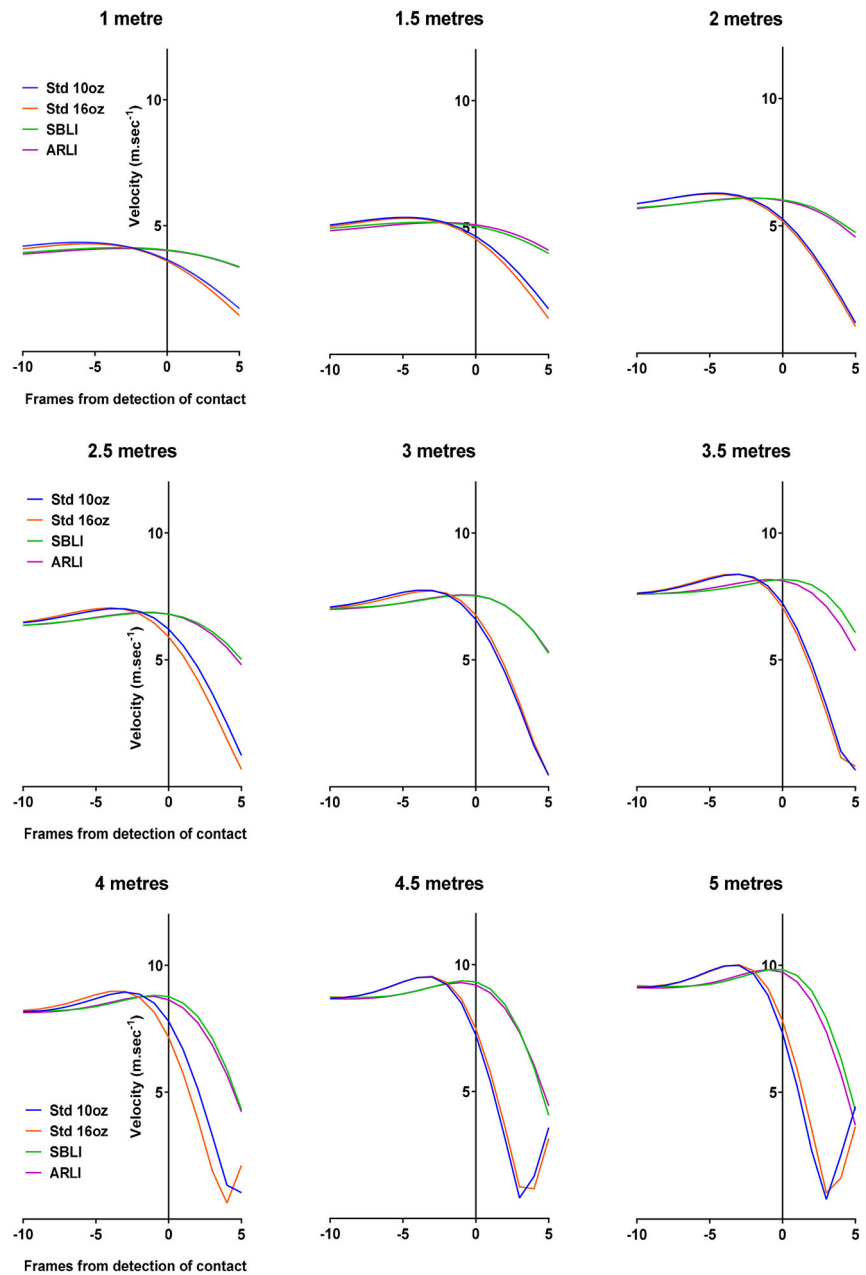 1 metre
1.5 metres
2 metres
Std 10oz
Std 16oz
SBLI
ARLI
Velocity (m.sec-1)
10
5
-10 -5 0 5
10
5
-10 -5 0 5
10
5
-10 -5 0 5
Frames from detection of contact
2.5 metres
3 metres
3.5 metres
Std 10oz
Std 16oz
SBLI
ARLI
Velocity (m.sec-1)
10
5
-10 -5 0 5
10
5
-10 -5 0 5
10
5
-10 -5 0 5
Frames from detection of contact
4 metres
4.5 metres
5 metres
Std 10oz
Std 16oz
SBLI
ARLI
Velocity (m.sec-1)
10
5
-10 -5 0 5
10
5
-10 -5 0 5
10
5
-10 -5 0 5
Frames from detection of contact